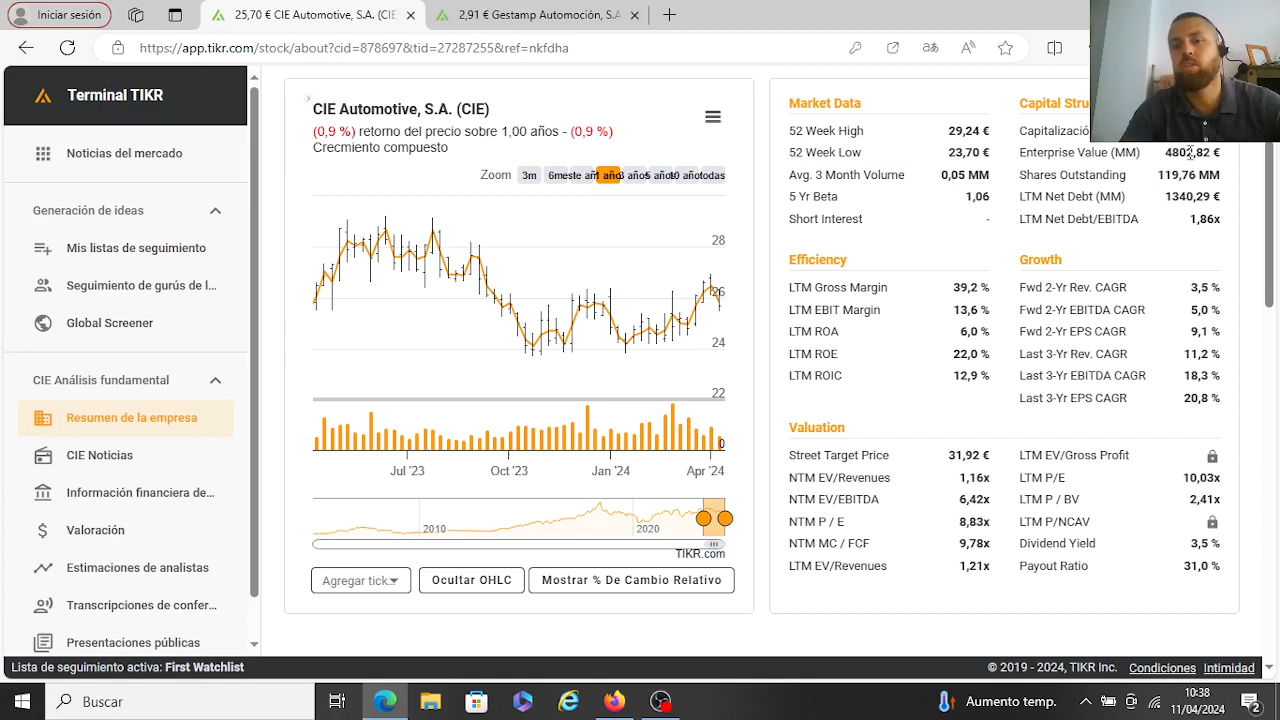 Iniciar sesión
25,70 € CIE Automotive, S.A. (CIE
2,91 € Gestamp Automoción, S.A.
https://app.tikr.com/stock/about?cid=878697&tid=27287255&ref=nkfdha
Terminal TIKR
Noticias del mercado
Generación de ideas
Mis listas de seguimiento
Seguimiento de gurús de l...
Global Screener
CIE Análisis fundamental
Resumen de la empresa
CIE Noticias
Información financiera de...
Valoración
Estimaciones de analistas
Transcripciones de confer...
Presentaciones públicas
CIE Automotive, S.A. (CIE)
(0,9 %) retorno del precio sobre 1,00 años - (0,9 %)
Crecmiento compuesto
Zoom 3m 6m este añ 1 año 3 años 5 años 10 años todas
28
26
24
22
0
Jul '23 Oct '23 Jan '24 Apr '24
2010 2020
TIKR.com
Agregar tick...
Ocultar OHLC
Mostrar % De Cambio Relativo
Market Data
52 Week High 29,24 €
52 Week Low 23,70 €
Avg. 3 Month Volume 0,05 MM
5 Yr Beta 1,06
Short Interest -
Efficiency
LTM Gross Margin 39,2 %
LTM EBIT Margin 13,6 %
LTM ROA 6,0 %
LTM ROE 22,0 %
LTM ROIC 12,9 %
Valuation
Street Target Price 31,92 €
NTM EV/Revenues 1,16x
NTM EV/EBITDA 6,42x
NTM P / E 8,83x
NTM MC / FCF 9,78x
LTM EV/Revenues 1,21x
Capital Stru
Capitalizació
Enterprise Value (MM)
Shares Outstanding 119,76 MM
LTM Net Debt (MM) 1340,29 €
LTM Net Debt/EBITDA 1,86x
Growth
Fwd 2-Yr Rev. CAGR 3,5 %
Fwd 2-Yr EBITDA CAGR 5,0 %
Fwd 2-Yr EPS CAGR 9,1 %
Last 3-Yr Rev. CAGR 11,2 %
Last 3-Yr EBITDA CAGR 18,3 %
Last 3-Yr EPS CAGR 20,8 %
LTM EV/Gross Profit
LTM P/E 10,03x
LTM P / BV 2,41x
LTM P/NCAV
Dividend Yield 3,5 %
Payout Ratio 31,0 %
Lista de seguimiento activa: First Watchlist
© 2019 - 2024, TIKR Inc. Condiciones Intimidad
Buscar
Aumento temp.
10:38
11/04/2024
2